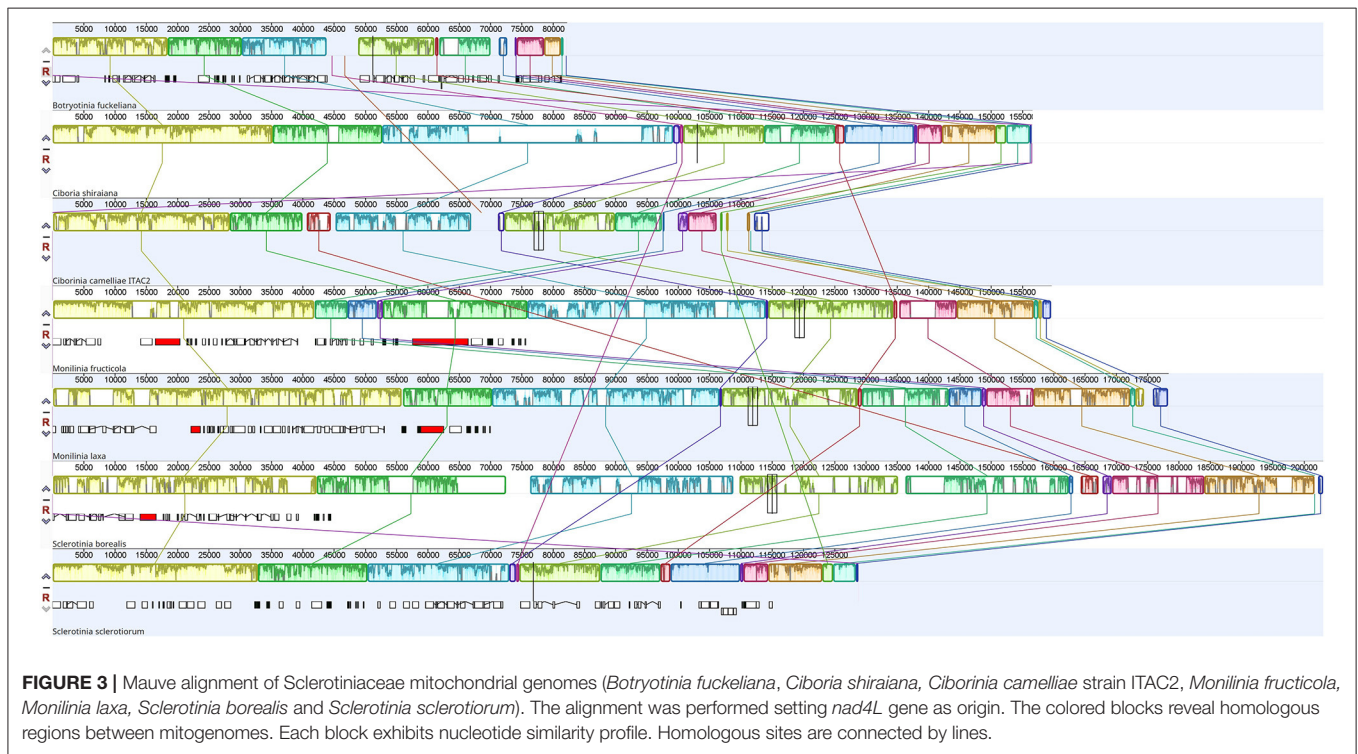 5000 10000 15000 20000 25000 30000 35000 40000 45000 50000 55000 60000 65000 70000 75000 80000
R
Botryotinia fuckeliana
5000 10000 15000 20000 25000 30000 35000 40000 45000 50000 55000 60000 65000 70000 75000 80000 85000 90000 95000 100000 105000 110000 115000 120000 125000 130000 135000 140000 145000 150000 15500
R
Ciboria shiraiana
5000 10000 15000 20000 25000 30000 35000 40000 45000 50000 55000 60000 65000 70000 75000 80000 85000 90000 95000 100000 105000 110000
R
Ciborinia camelliae ITAC2
5000 10000 15000 20000 25000 30000 35000 40000 45000 50000 55000 60000 65000 70000 75000 80000 85000 90000 95000 100000 105000 110000 115000 120000 125000 130000 135000 140000 145000 150000 155000
R
Monilinia fructicola
5000 10000 15000 20000 25000 30000 35000 40000 45000 50000 55000 60000 65000 70000 75000 80000 85000 90000 95000 100000 105000 110000 115000 120000 125000 130000 135000 140000 145000 150000 155000 160000 165000 170000 175000
R
Monilinia laxa
5000 10000 15000 20000 25000 30000 35000 40000 45000 50000 55000 60000 65000 70000 75000 80000 85000 90000 95000 100000 105000 110000 115000 120000 125000 130000 135000 140000 145000 150000 155000 160000 165000 170000 175000 180000 185000 190000 195000 200000
R
Sclerotinia borealis
5000 10000 15000 20000 25000 30000 35000 40000 45000 50000 55000 60000 65000 70000 75000 80000 85000 90000 95000 100000 105000 110000 115000 120000 125000
R
Sclerotinia sclerotiorum
FIGURE 3 | Mauve alignment of Sclerotiniaceae mitochondrial genomes (Botryotinia fuckeliana, Ciboria shiraiana, Ciborinia camelliae strain ITAC2, Monilinia fructicola,
Monilinia laxa, Sclerotinia borealis and Sclerotinia sclerotiorum). The alignment was performed setting nad4L gene as origin. The colored blocks reveal homologous
regions between mitogenomes. Each block exhibits nucleotide similarity profile. Homologous sites are connected by lines.